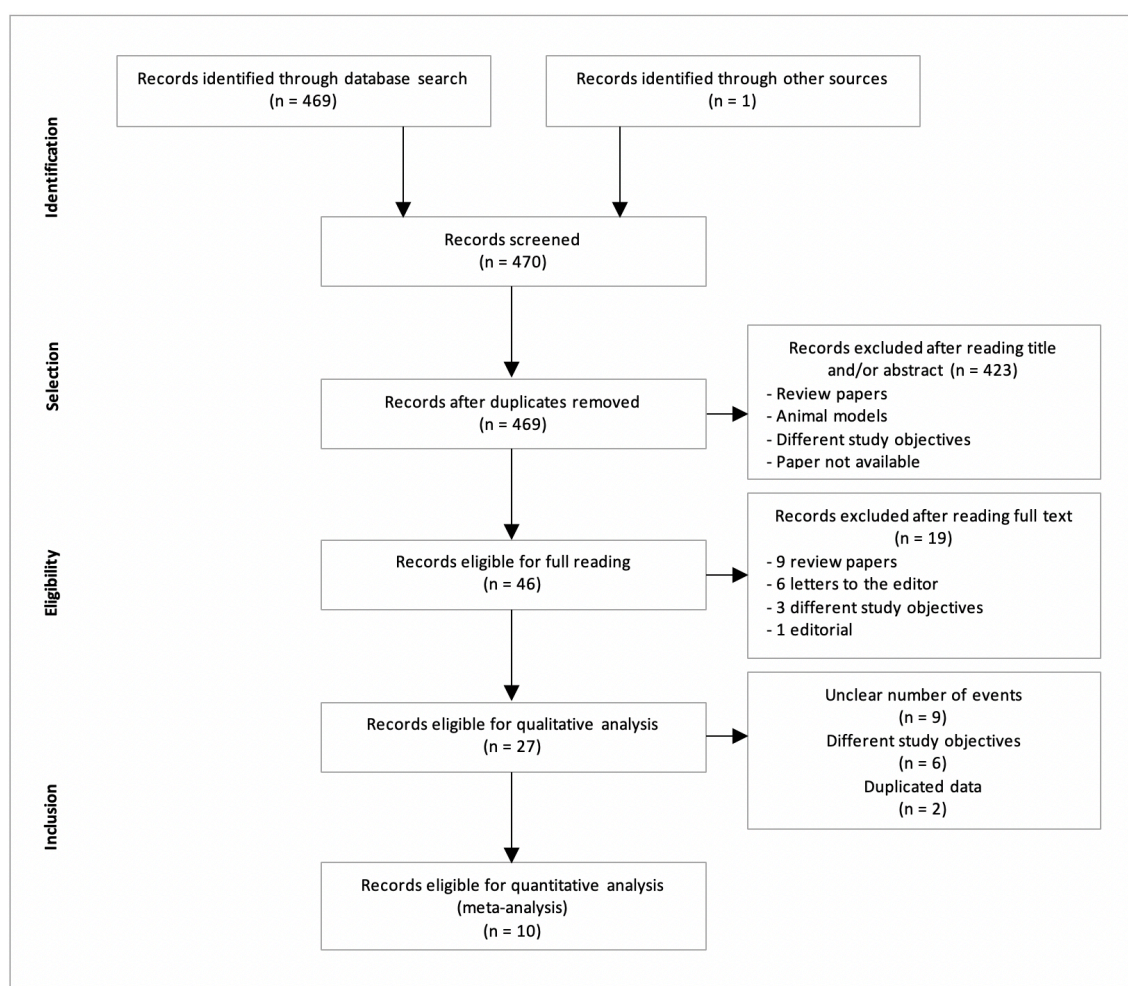 Records identified through database search
(n = 469)
Records identified through other sources
(n = 1)
Identification
Records screened
(n = 470)
Selection
Records after duplicates removed
(n = 469)
Records excluded after reading title
and/or abstract (n = 423)
- Review papers
- Animal models
- Different study objectives
- Paper not available
Eligibility
Records eligible for full reading
(n = 46)
Records excluded after reading full text
(n = 19)
- 9 review papers
- 6 letters to the editor
- 3 different study objectives
- 1 editorial
Records eligible for qualitative analysis
(n = 27)
Unclear number of events
(n = 9)
Different study objectives
(n = 6)
Duplicated data
(n = 2)
Inclusion
Records eligible for quantitative analysis
(meta-analysis)
(n = 10)